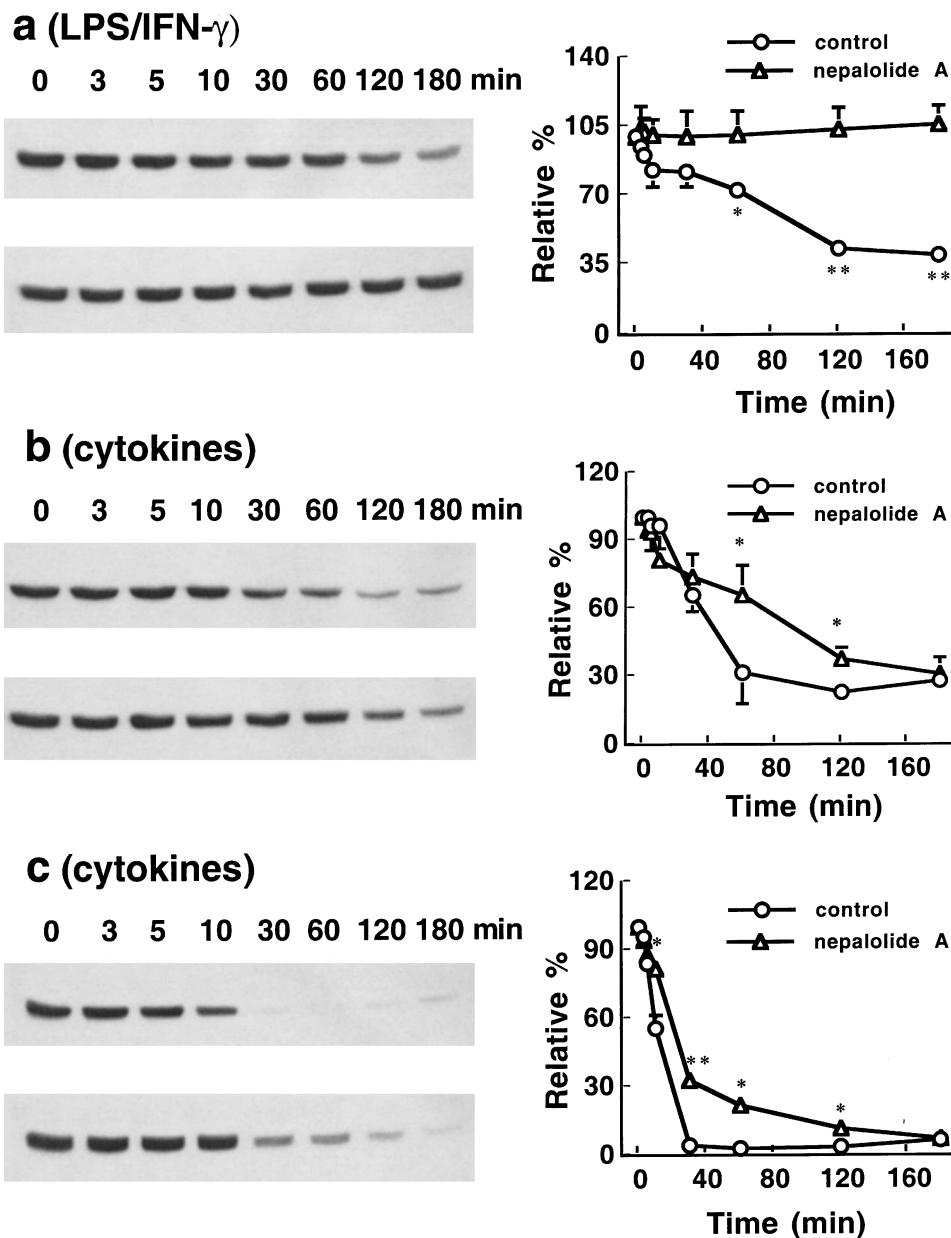 a (LPS/IFN-γ)
0 3 5 10 30 60 120 180 min
control
nepalolide A
140
105
70
35
0
Relative %
*
**
**
0 40 80 120 160
Time (min)
b (cytokines)
0 3 5 10 30 60 120 180 min
control
nepalolide A
120
90
60
30
0
Relative %
*
*
0 40 80 120 160
Time (min)
c (cytokines)
0 3 5 10 30 60 120 180 min
control
nepalolide A
120
90
60
30
0
Relative %
*
**
*
*
0 40 80 120 160
Time (min)